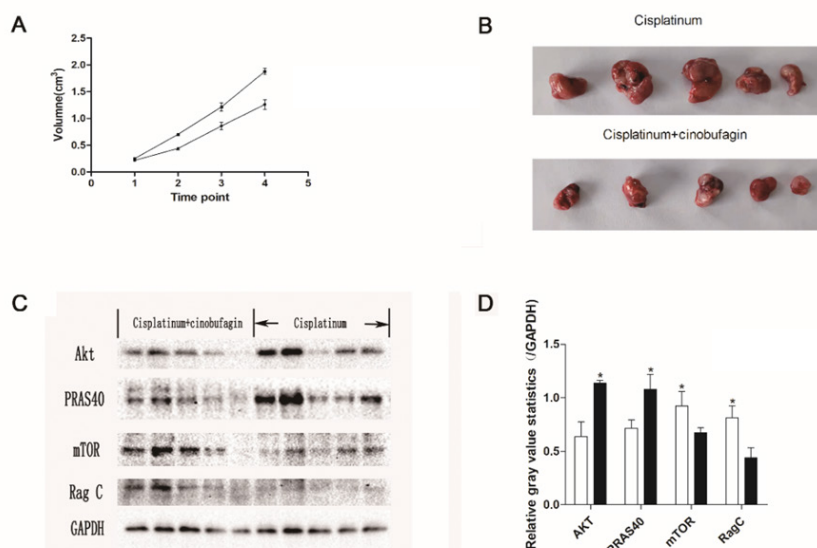 A
Volumne(cm³)
2.5
2.0
1.5
1.0
0.5
0.0
0 1 2 3 4 5
Time point
B
Cisplatinum
Cisplatinum+cinobufagin
C
Cisplatinum+cinobufagin Cisplatinum
Akt
PRAS40
mTOR
Rag C
GAPDH
D
Relative gray value statistics (/GAPDH)
1.5
1.0
0.5
0.0
* * * *
AKT PRAS40 mTOR RagC